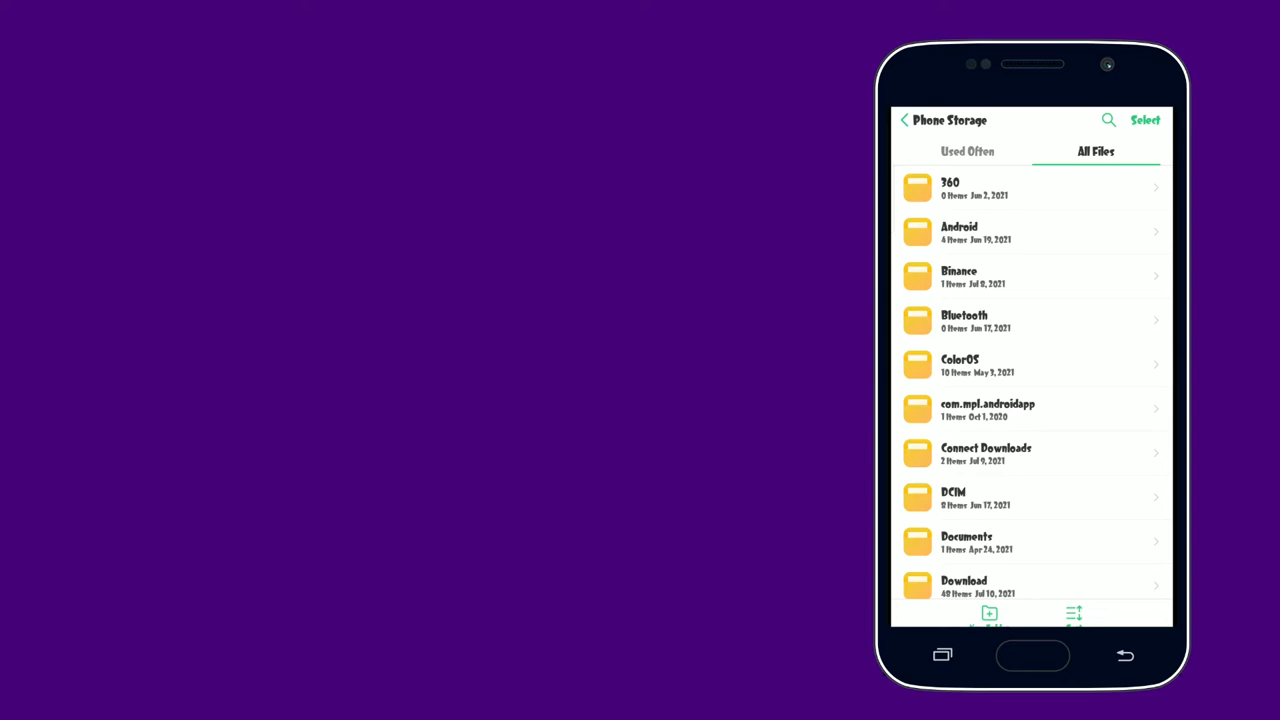 Phone Storage
Select
Used Often
All Files
360
0 Items Jun 2, 2021
Android
4 Items Jun 19, 2021
Binance
1 Items Jul 8, 2021
Bluetooth
0 Items Jun 17, 2021
ColorOS
10 Items May 3, 2021
com.mpl.androidapp
1 Items Oct 1, 2020
Connect Downloads
2 Items Jul 9, 2021
DCIM
8 Items Jun 17, 2021
Documents
1 Items Apr 24, 2021
Download
48 Items Jul 10, 2021